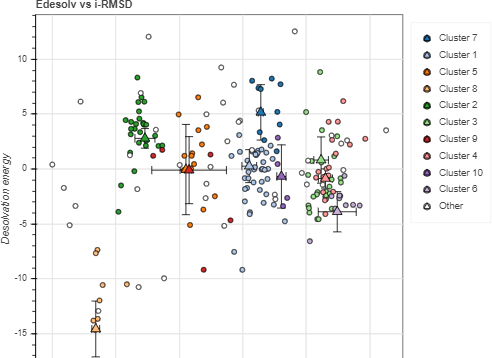 Edesolv vs i-RMSD
Desolvation energy
10
5
0
-5
-10
-15
Cluster 7
Cluster 1
Cluster 5
Cluster 8
Cluster 2
Cluster 3
Cluster 9
Cluster 4
Cluster 10
Cluster 6
Other